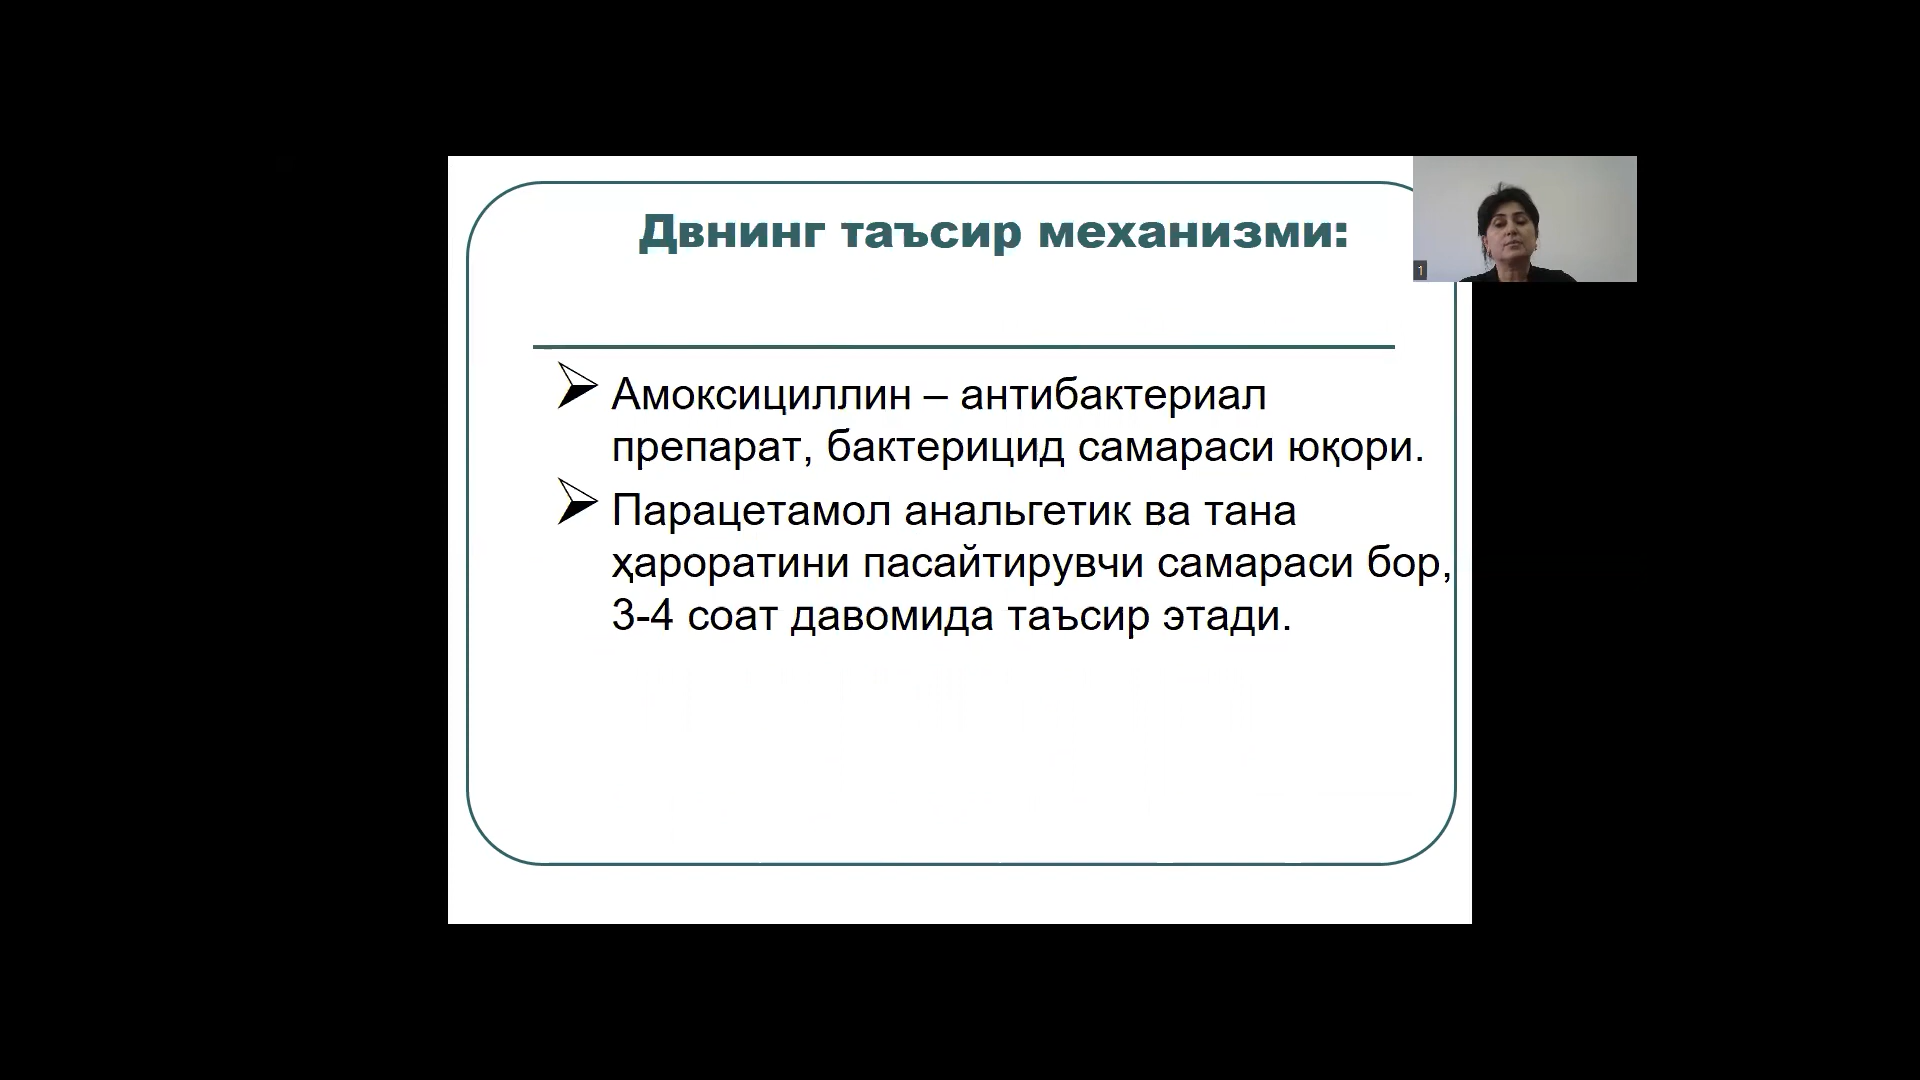 Двнинг таъсир механизми:
Амоксициллин – антибактериал
препарат, бактерицид самараси юқори.
Парацетамол анальгетик ва тана
ҳароратини пасайтирувчи самараси бор,
3-4 соат давомида таъсир этади.
1